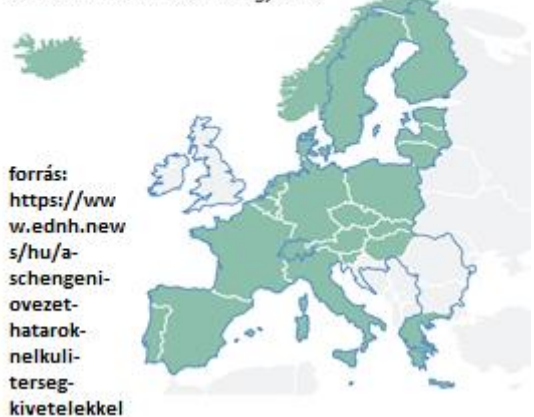 forrás:
https://ww
w.ednh.new
s/hu/a-
schengeni-
ovezet-
hatarok-
nelkuli-
terseg-
kivetelekkel